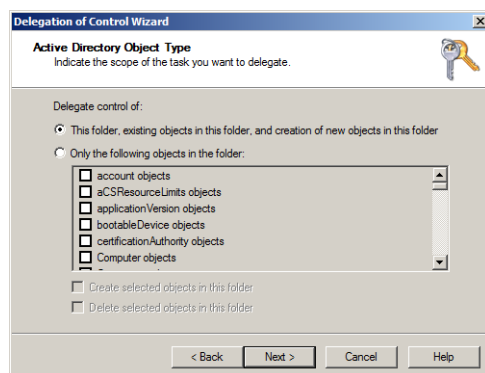 Delegation of Control Wizard
Active Directory Object Type
Indicate the scope of the task you want to delegate.
Delegate control of:
This folder, existing objects in this folder, and creation of new objects in this folder
Only the following objects in the folder:
account objects
aCSResourceLimits objects
applicationVersion objects
bootableDevice objects
certificationAuthority objects
Computer objects
Create selected objects in this folder
Delete selected objects in this folder
< Back
Next >
Cancel
Help